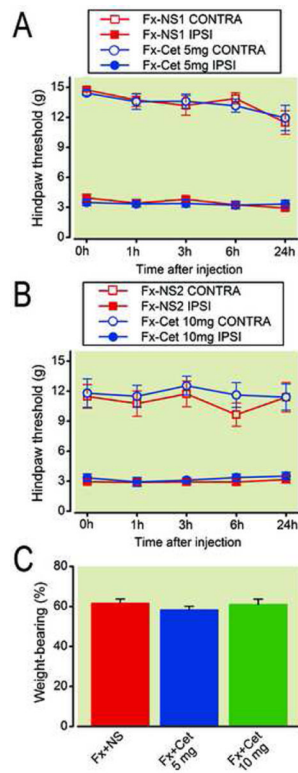 A
Fx-NS1 CONTRA
Fx-NS1 IPSI
Fx-Cet 5mg CONTRA
Fx-Cet 5mg IPSI
Hindpaw threshold (g)
15
12
9
6
3
0
0h 1h 3h 6h 24h
Time after injection
B
Fx-NS2 CONTRA
Fx-NS2 IPSI
Fx-Cet 10mg CONTRA
Fx-Cet 10mg IPSI
Hindpaw threshold (g)
15
12
9
6
3
0
0h 1h 3h 6h 24h
Time after injection
C
Weight-bearing (%)
80
60
40
20
0
Fx+NS
Fx+Cet
5 mg
Fx+Cet
10 mg